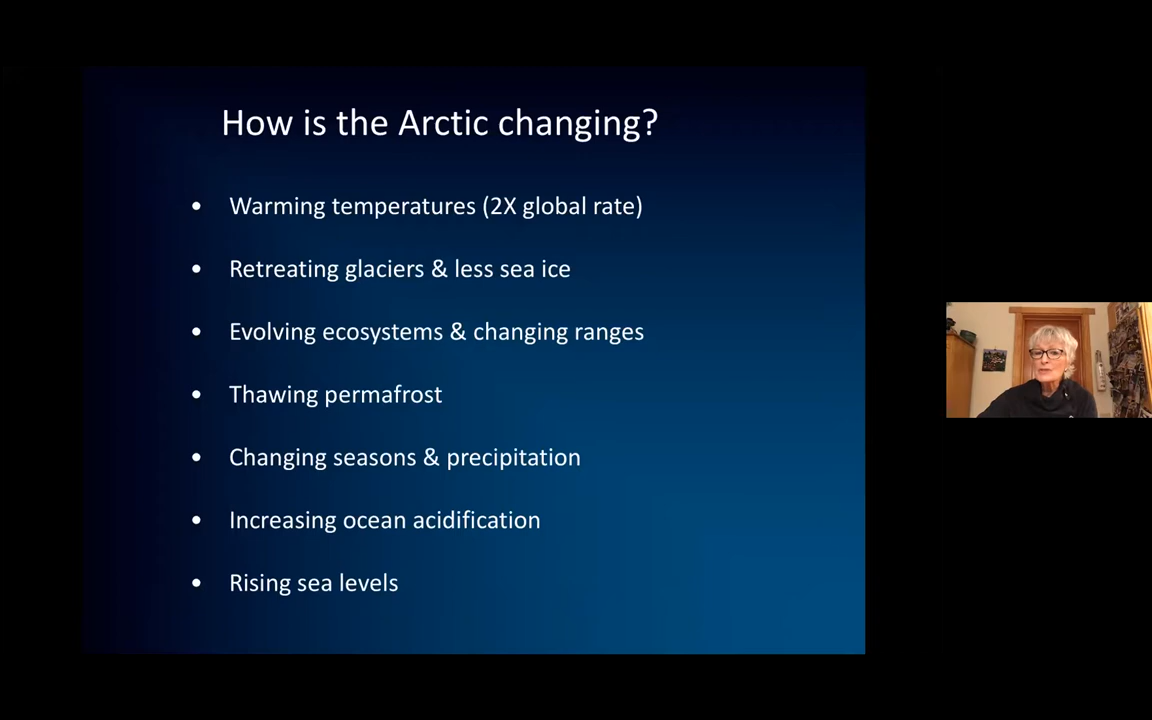 How is the Arctic changing?
• Warming temperatures (2X global rate)
• Retreating glaciers & less sea ice
• Evolving ecosystems & changing ranges
• Thawing permafrost
• Changing seasons & precipitation
• Increasing ocean acidification
• Rising sea levels